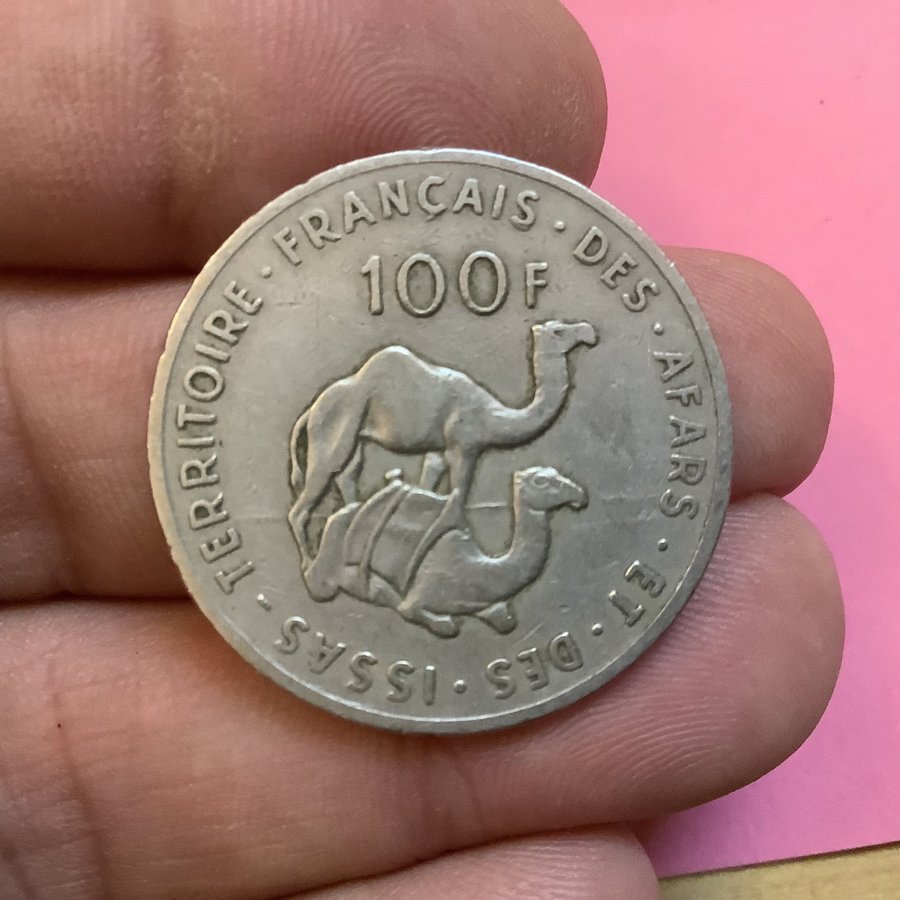 TERRITOIRE · FRANÇAIS · DES · AFARS · ET · DES · ISSAS -
100 F